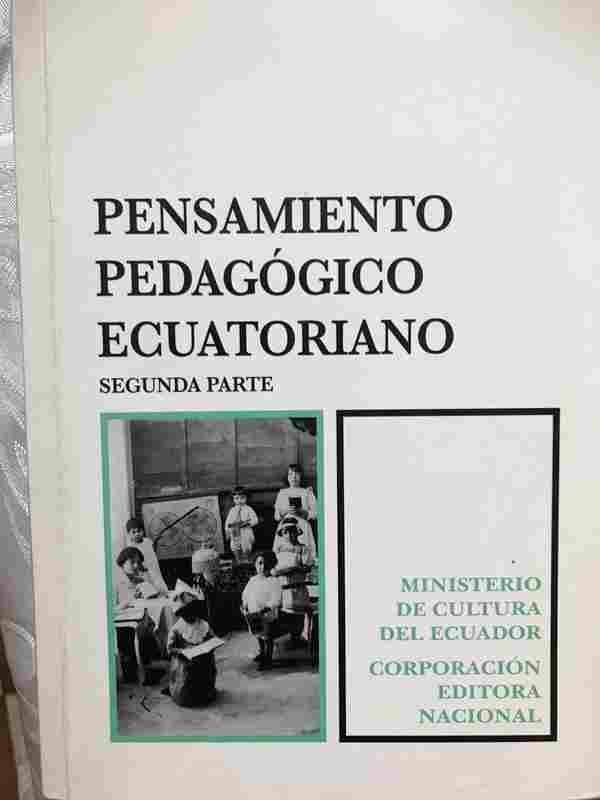 PENSAMIENTO
PEDAGÓGICO
ECUATORIANO
SEGUNDA PARTE
MINISTERIO
DE CULTURA
DEL ECUADOR
CORPORACIÓN
EDITORA
NACIONAL